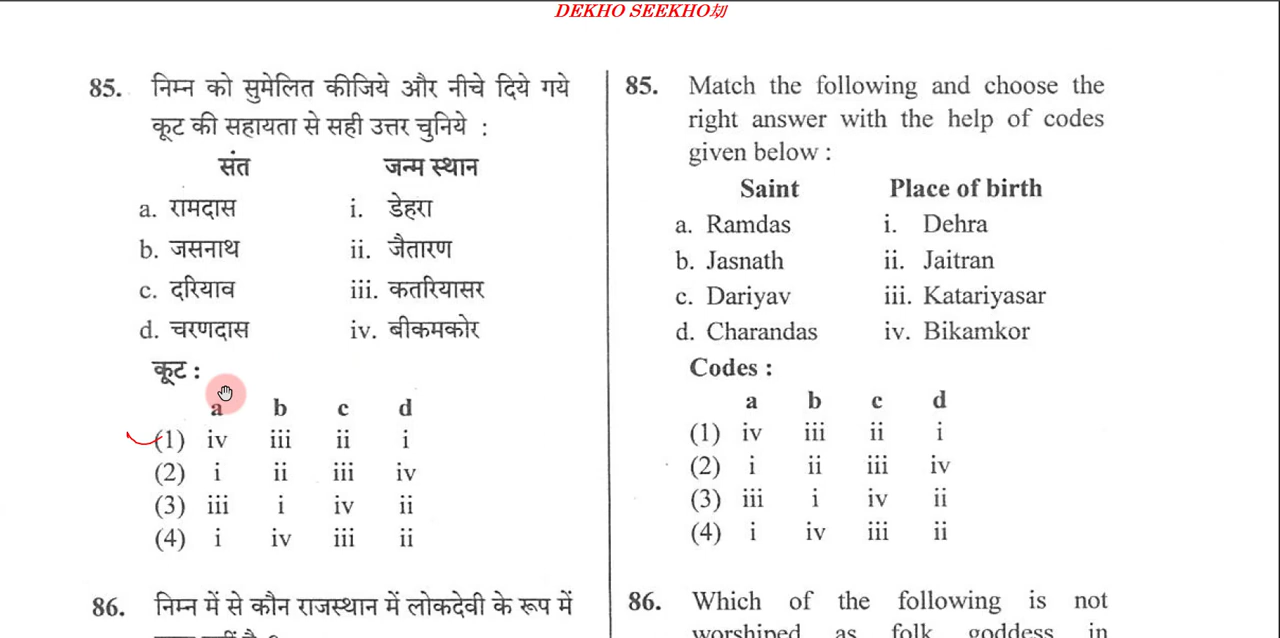 DEKHO SEEKHO
85. निम्न को सुमेलित कीजिये और नीचे दिये गये
कूट की सहायता से सही उत्तर चुनिये :
संत जन्म स्थान
a. रामदास i. डेहरा
b. जसनाथ ii. जैतारण
c. दरियाव iii. कतरियासर
d. चरणदास iv. बीकमकोर
कूट :
a b c d
(1) iv iii ii i
(2) i ii iii iv
(3) iii i iv ii
(4) i iv iii ii
86. निम्न में से कौन राजस्थान में लोकदेवी के रूप में
85. Match the following and choose the
right answer with the help of codes
given below :
Saint Place of birth
a. Ramdas i. Dehra
b. Jasnath ii. Jaitran
c. Dariyav iii. Katariyasar
d. Charandas iv. Bikamkor
Codes :
a b c d
(1) iv iii ii i
(2) i ii iii iv
(3) iii i iv ii
(4) i iv iii ii
86. Which of the following is not
worshiped as folk goddess in